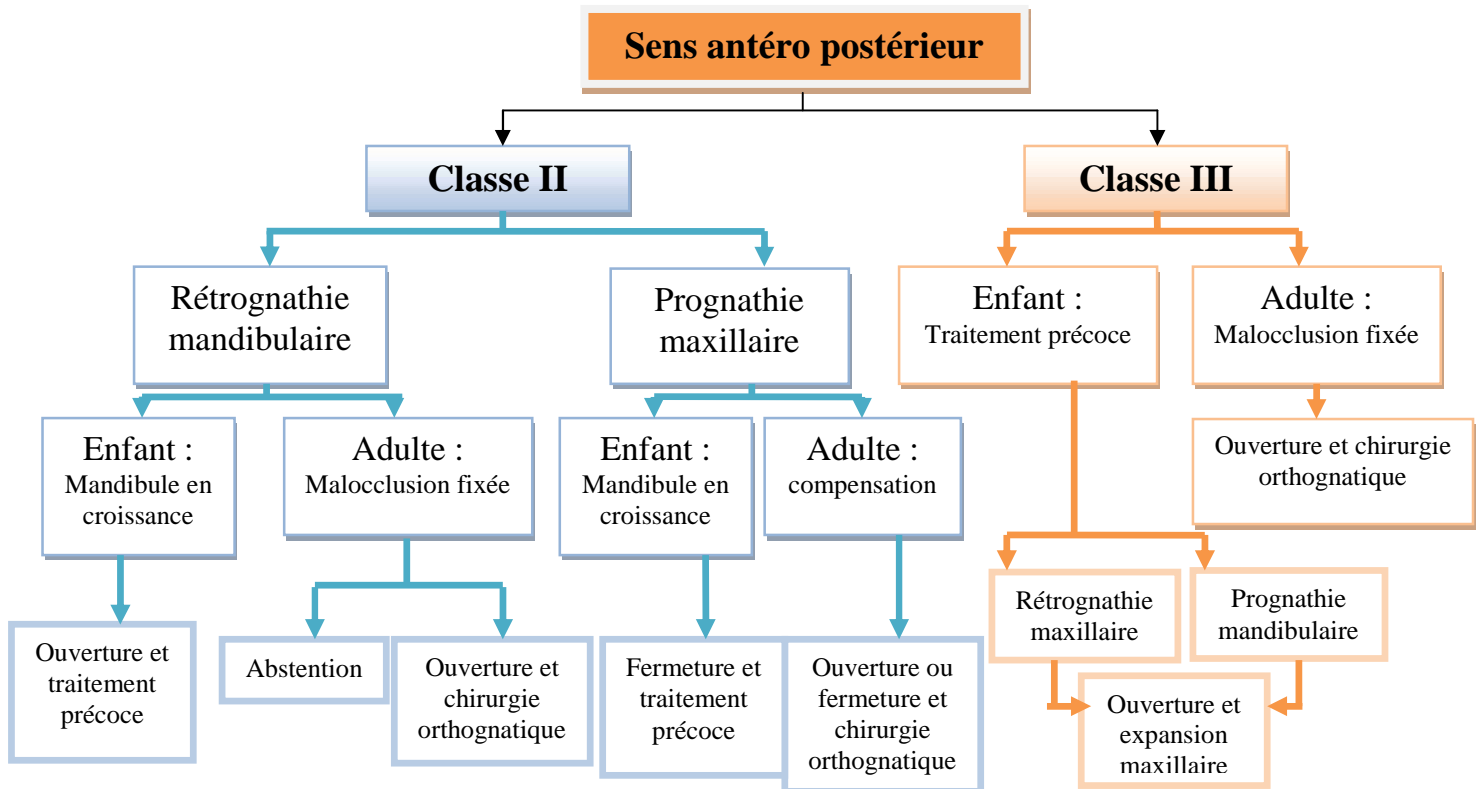 Sens antéro postérieur
Classe II
Classe III
Rétrognathie
mandibulaire
Prognathie
maxillaire
Enfant :
Traitement précoce
Adulte :
Malocclusion fixée
Enfant :
Mandibule en
croissance
Adulte :
Malocclusion fixée
Enfant :
Mandibule en
croissance
Adulte :
compensation
Ouverture et chirurgie
orthognatique
Ouverture et
traitement
précoce
Abstention
Ouverture et
chirurgie
orthognatique
Fermeture et
traitement
précoce
Ouverture ou
fermeture et
chirurgie
orthognatique
Rétrognathie
maxillaire
Prognathie
mandibulaire
Ouverture et
expansion
maxillaire